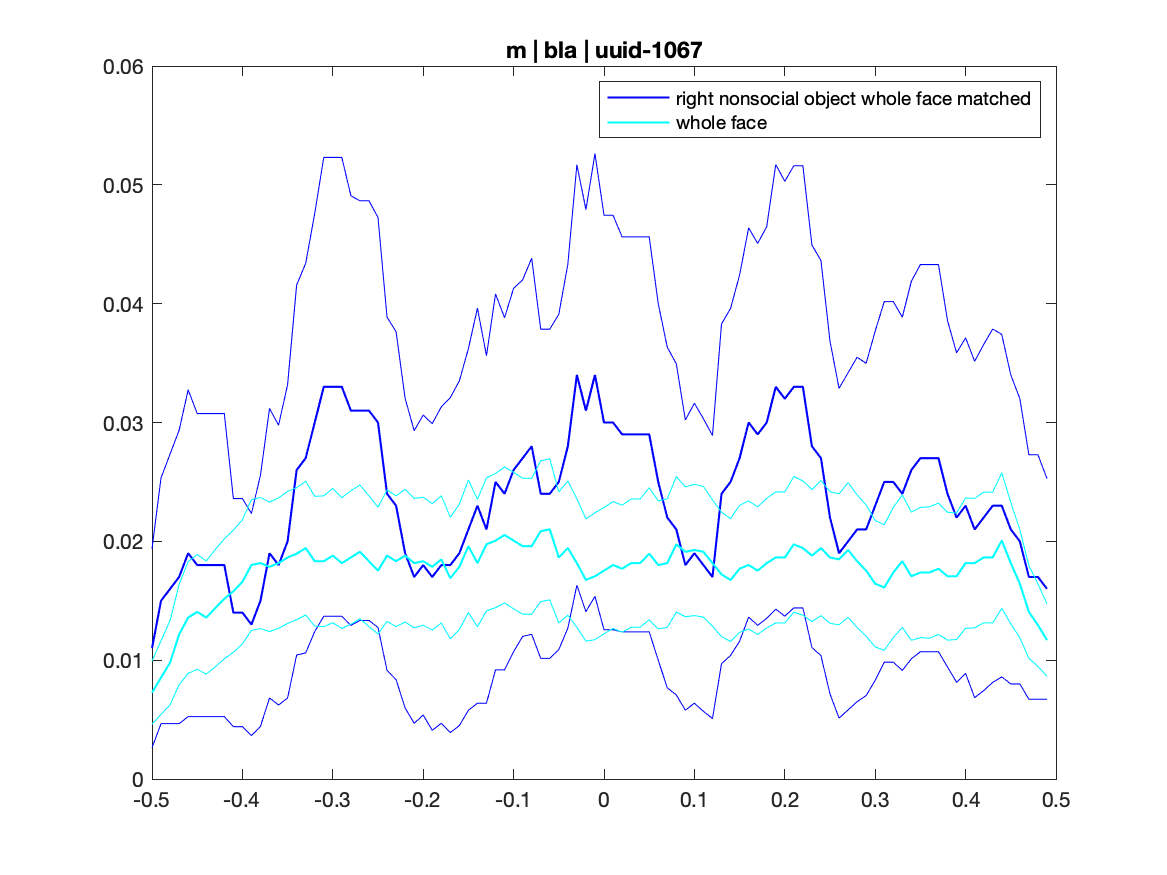 m | bla | uuid-1067
0.06
right nonsocial object whole face matched
whole face
0.05
0.04
0.03
0.02
0.01
0
-0.5 -0.4 -0.3 -0.2 -0.1 0 0.1 0.2 0.3 0.4 0.5